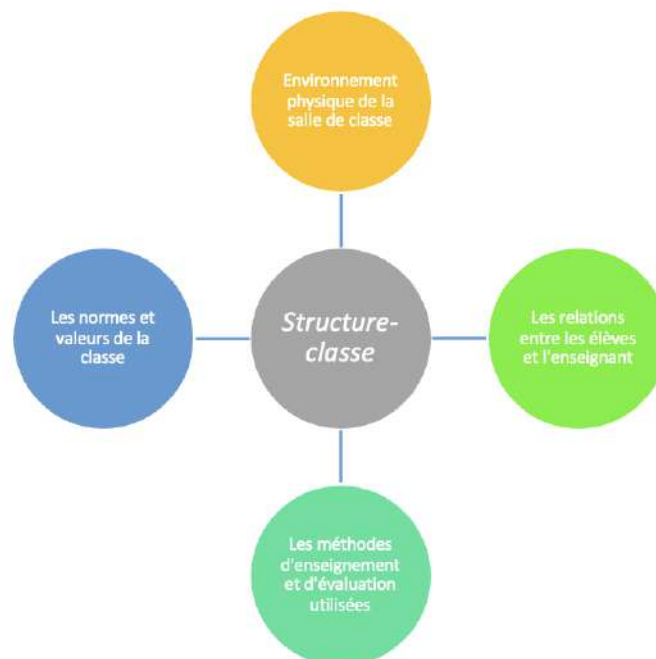 Environnement
physique de la
salle de classe
Les normes et
valeurs de la
classe
Structure-
classe
Les relations
entre les élèves
et l'enseignant
Les méthodes
d'enseignement
et d'évaluation
utilisées